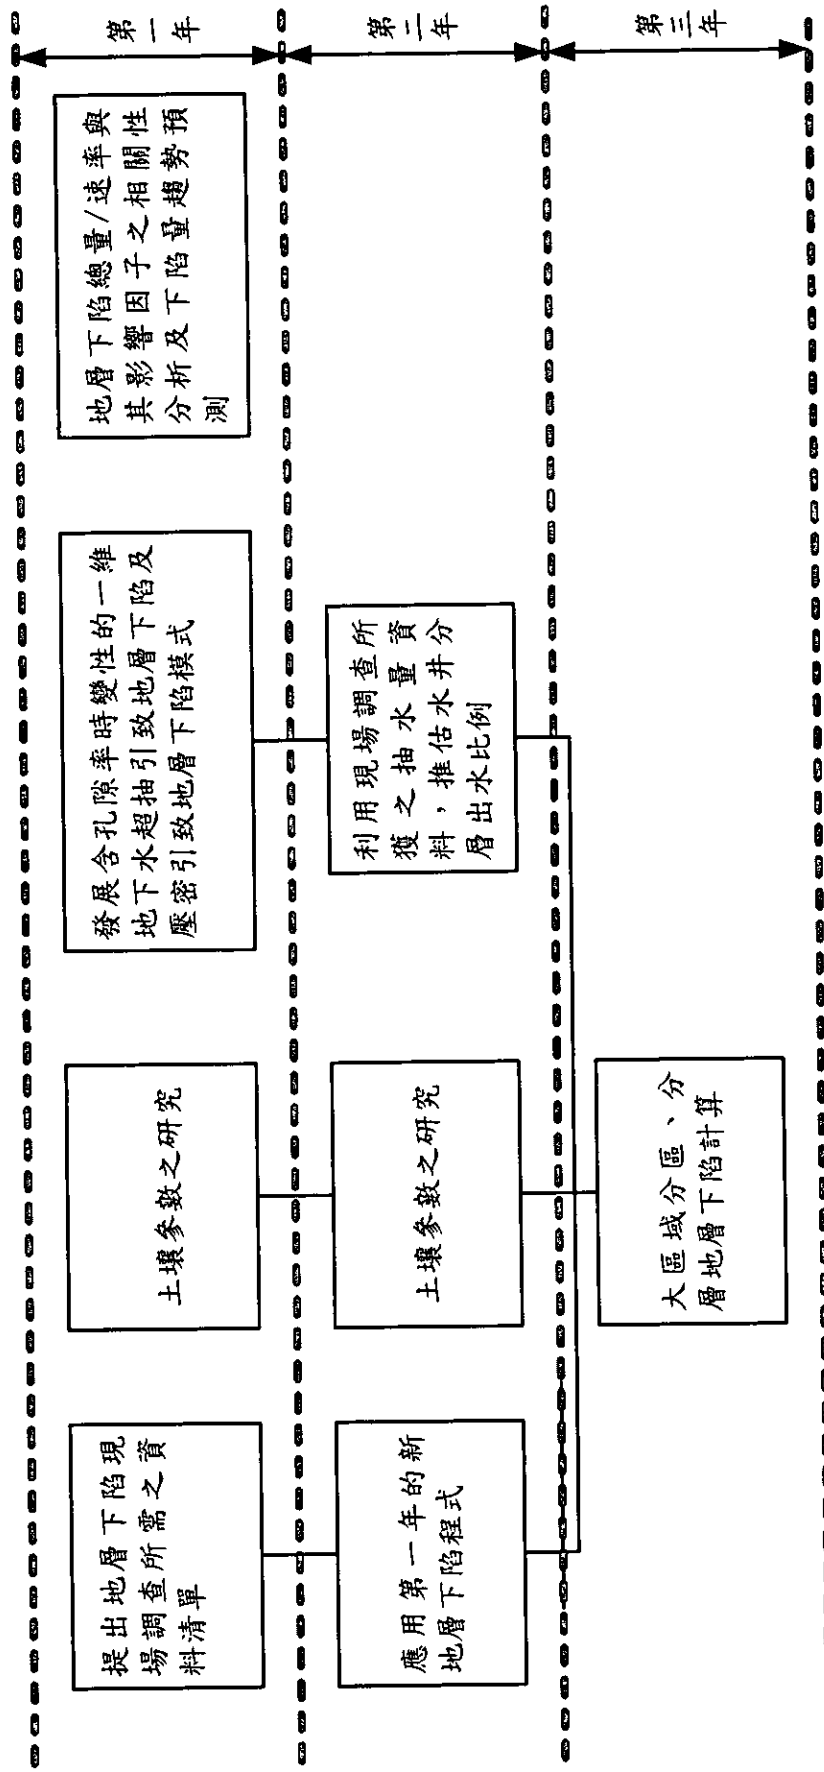 提出地層下陷現
場調查所需之資
料清單
土壤參數之研究
發展含孔隙率時變性的一維
地下水超抽引致地層下陷及
壓密引致地層下陷模式
地層下陷總量/速率與
其影響因子之相關性
分析及下陷量趨勢預
測
第一年
應用第一年的新
地層下陷程式
土壤參數之研究
利用現場調查所
獲之抽水量資
料，推估水井分
層出水比例
第二年
大區域分區、分
層地層下陷計算
第三年